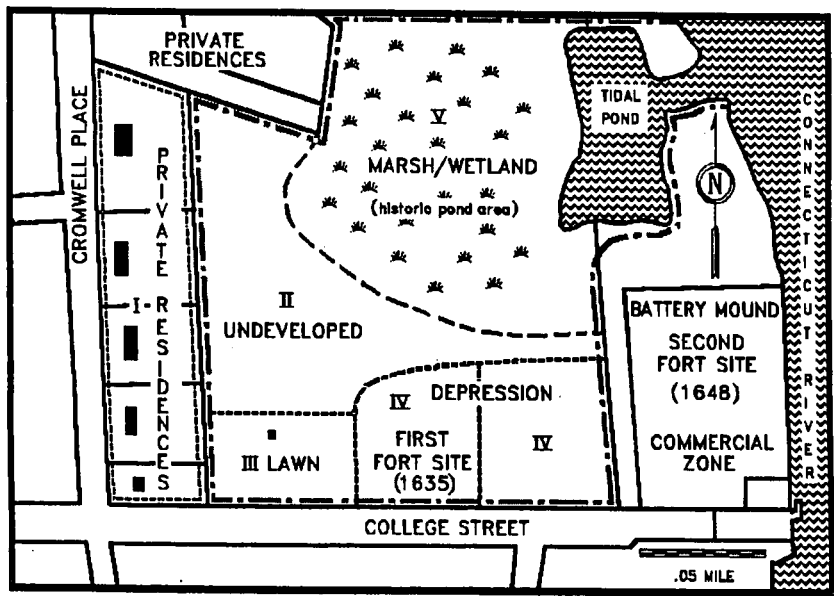 PRIVATE
RESIDENCES
CROMWELL PLACE
PRIVATE RESIDENCES
I
II
UNDEVELOPED
V
MARSH/WETLAND
(historic pond area)
TIDAL
POND
N
CONNECTICUT RIVER
BATTERY MOUND
SECOND
FORT SITE
(1648)
COMMERCIAL
ZONE
DEPRESSION
IV
FIRST
FORT SITE
(1635)
IV
III LAWN
COLLEGE STREET
.05 MILE